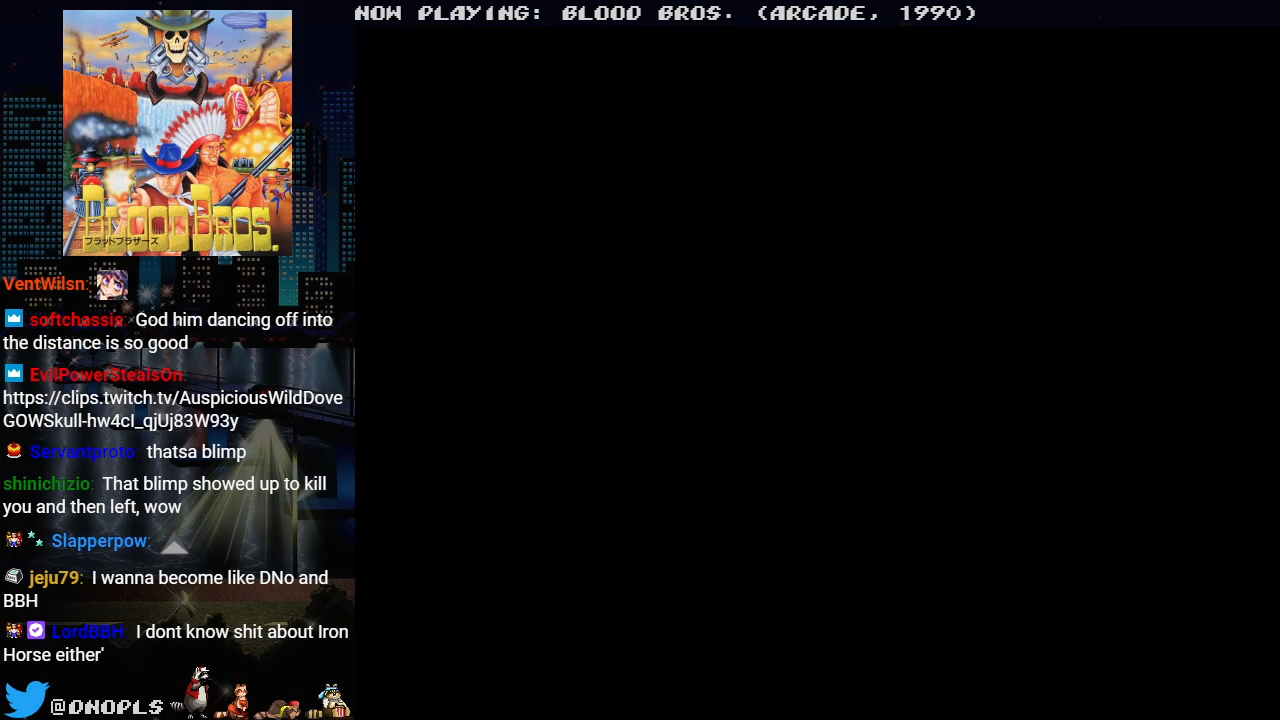 NOW PLAYING: BLOOD BROS. (ARCADE, 1990)
BLOOD BROS.
ブラッドブラザーズ
VentWilsn:
softchassis: God him dancing off into
the distance is so good
EvilPowerStealsOn:
https://clips.twitch.tv/AuspiciousWildDove
GOWSkull-hw4cl_qjUj83W93y
Servantproto: thatsa blimp
shinichizio: That blimp showed up to kill
you and then left, wow
Slapperpow:
jeju79: I wanna become like DNo and
BBH
LordBBH: I dont know shit about Iron
Horse either'
@DNOPLS